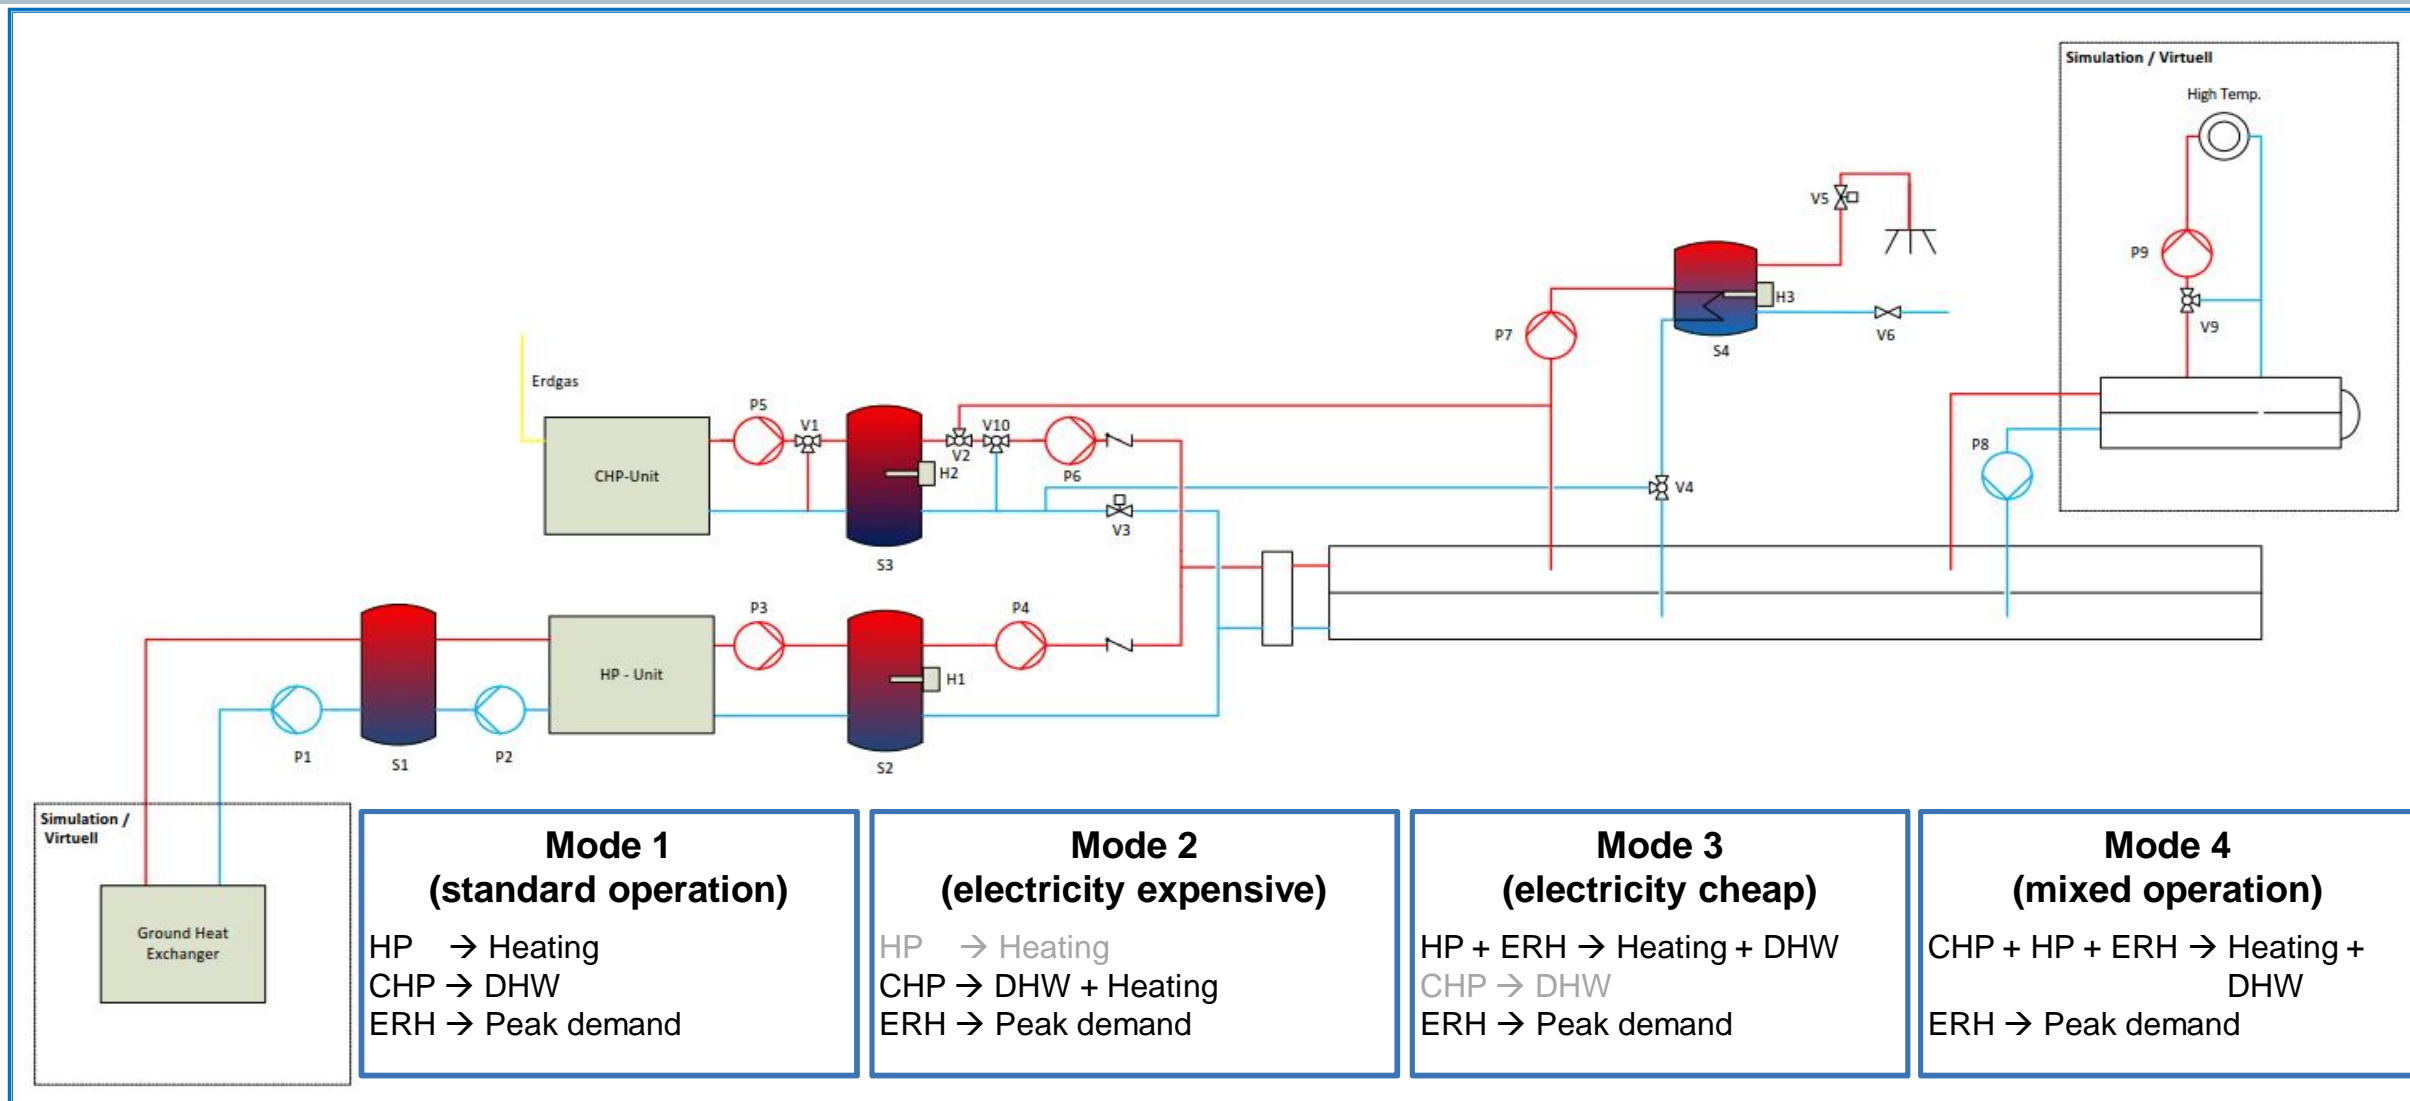 Simulation / Virtuell
High Temp.
V5
P9
H3
P7
V6
V9
S4
Erdgas
P5
V1
V10
V2
P8
CHP-Unit
H2
P6
V4
V3
S3
P3
P4
HP - Unit
H1
P1
S1
P2
S2
Simulation /
Virtuell
Ground Heat
Exchanger
Mode 1
(standard operation)
HP → Heating
CHP → DHW
ERH → Peak demand
Mode 2
(electricity expensive)
HP → Heating
CHP → DHW + Heating
ERH → Peak demand
Mode 3
(electricity cheap)
HP + ERH → Heating + DHW
CHP → DHW
ERH → Peak demand
Mode 4
(mixed operation)
CHP + HP + ERH → Heating +
DHW
ERH → Peak demand